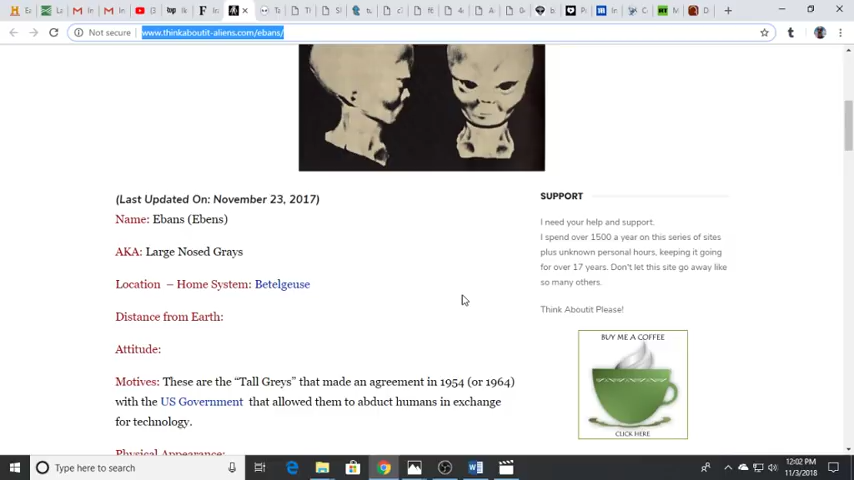 Not secure
www.thinkaboutit-aliens.com/ebans/
(Last Updated On: November 23, 2017)
Name: Ebans (Ebens)
AKA: Large Nosed Grays
Location – Home System: Betelgeuse
Distance from Earth:
Attitude:
Motives: These are the “Tall Greys” that made an agreement in 1954 (or 1964)
with the US Government that allowed them to abduct humans in exchange
for technology.
SUPPORT
I need your help and support.
I spend over 1500 a year on this series of sites
plus unknown personal hours, keeping it going
for over 17 years. Don't let this site go away like
so many others.
Think Aboutit Please!
BUY ME A COFFEE
CLICK HERE
Type here to search
12:02 PM
11/3/2018